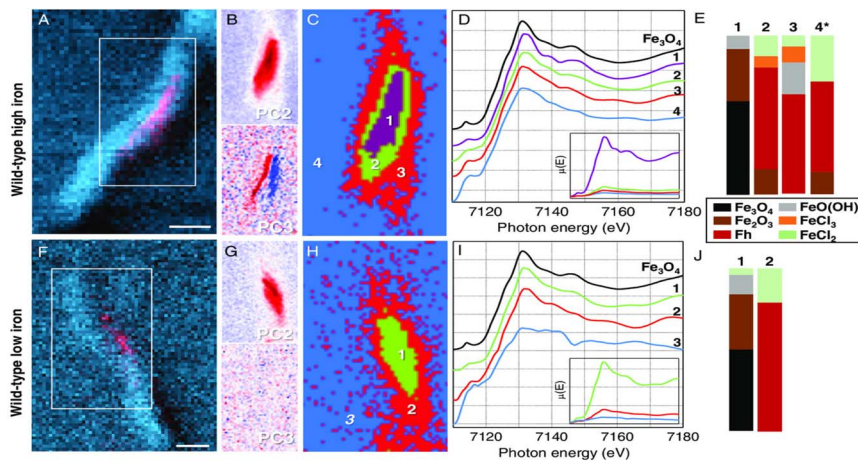 A
B
C
D
E
Wild-type high iron
PC2
PC3
1
2
3
4
Fe₃O₄
1
2
3
4
μ(E)
7120 7140 7160 7180
Photon energy (eV)
1 2 3 4*
Fe₃O₄ FeO(OH)
Fe₂O₃ FeCl₃
Fh FeCl₂
F
G
H
I
J
Wild-type low iron
PC2
PC3
1
2
3
Fe₃O₄
1
2
3
μ(E)
7120 7140 7160 7180
Photon energy (eV)
1 2